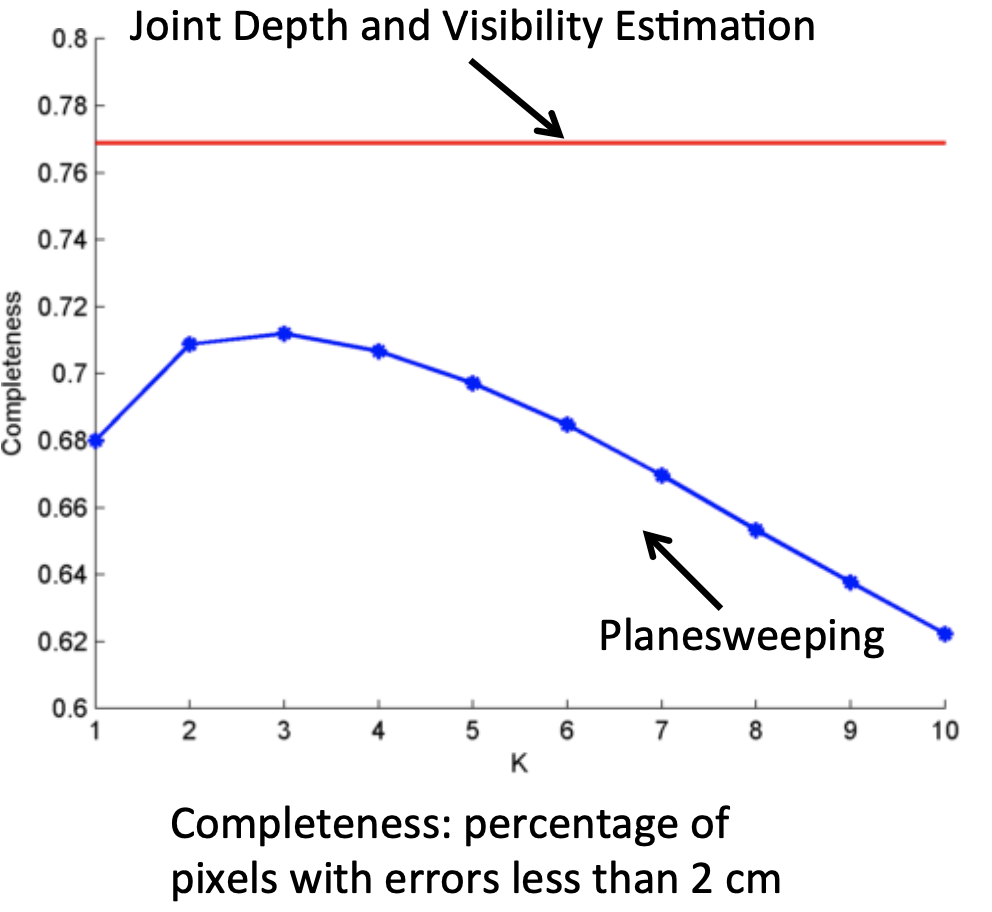 Joint Depth and Visibility Estimation
0.8
0.78
0.76
0.74
0.72
0.7
0.68
0.66
0.64
0.62
0.6
Completeness
Planesweeping
1 2 3 4 5 6 7 8 9 10
K
Completeness: percentage of
pixels with errors less than 2 cm